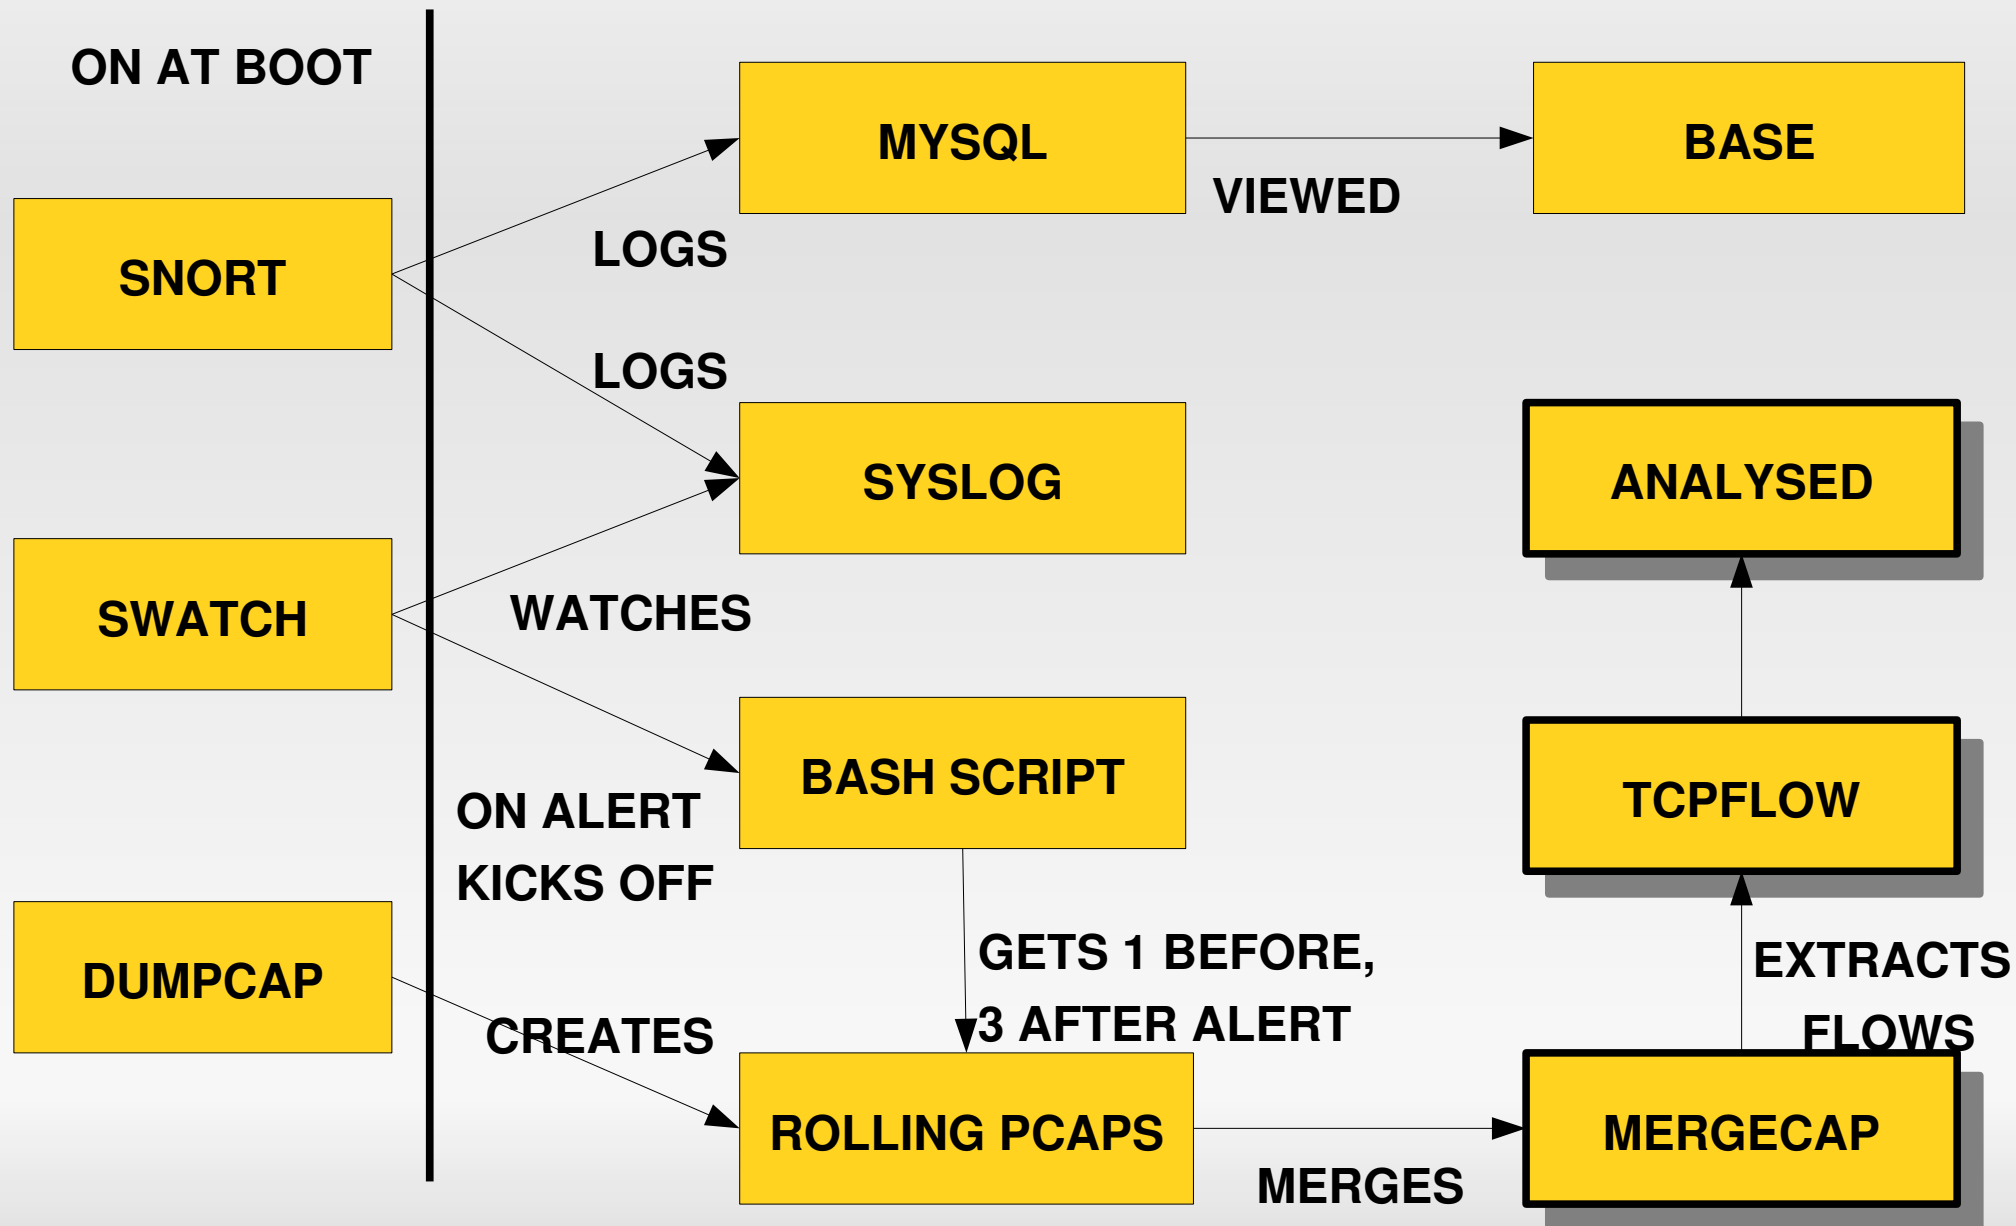 ON AT BOOT
MYSQL
BASE
VIEWED
SNORT
LOGS
LOGS
SYSLOG
ANALYSED
SWATCH
WATCHES
BASH SCRIPT
TCPFLOW
ON ALERT
KICKS OFF
DUMPCAP
GETS 1 BEFORE,
3 AFTER ALERT
EXTRACTS
FLOWS
CREATES
ROLLING PCAPS
MERGECAP
MERGES